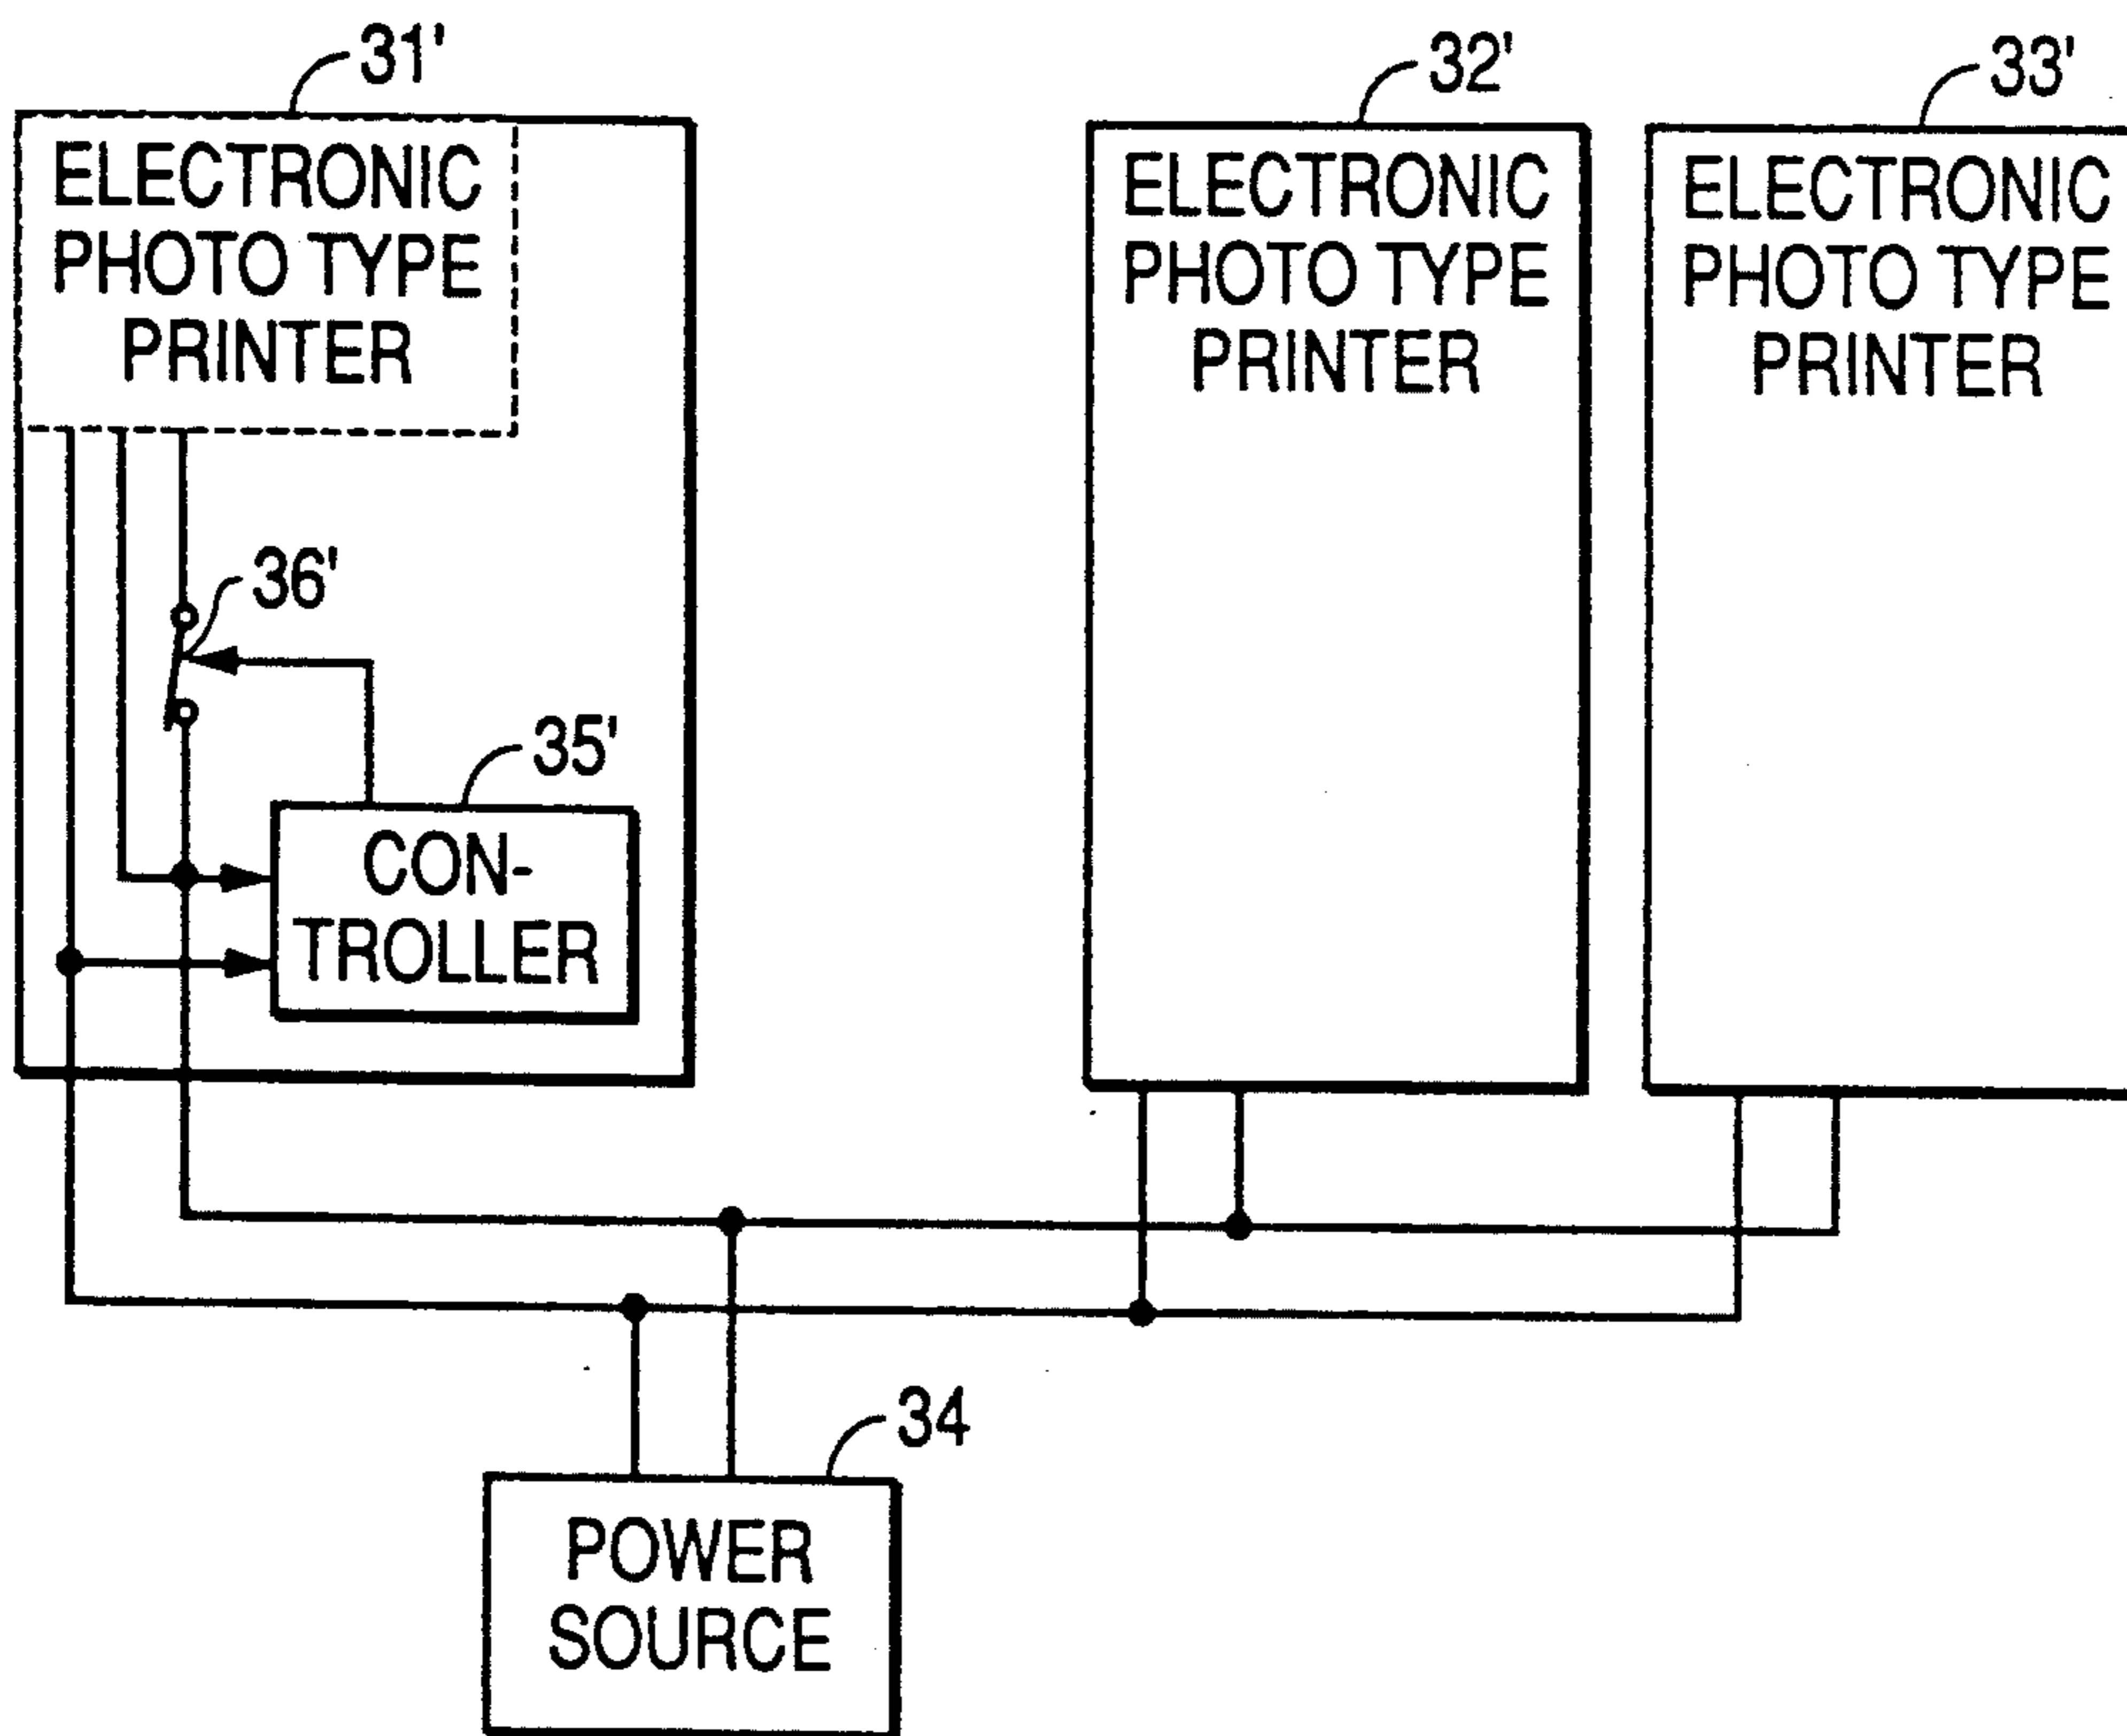 31'
ELECTRONIC
PHOTO TYPE
PRINTER
32'
ELECTRONIC
PHOTO TYPE
PRINTER
33'
ELECTRONIC
PHOTO TYPE
PRINTER
36'
35'
CON-
TROLLER
34
POWER
SOURCE